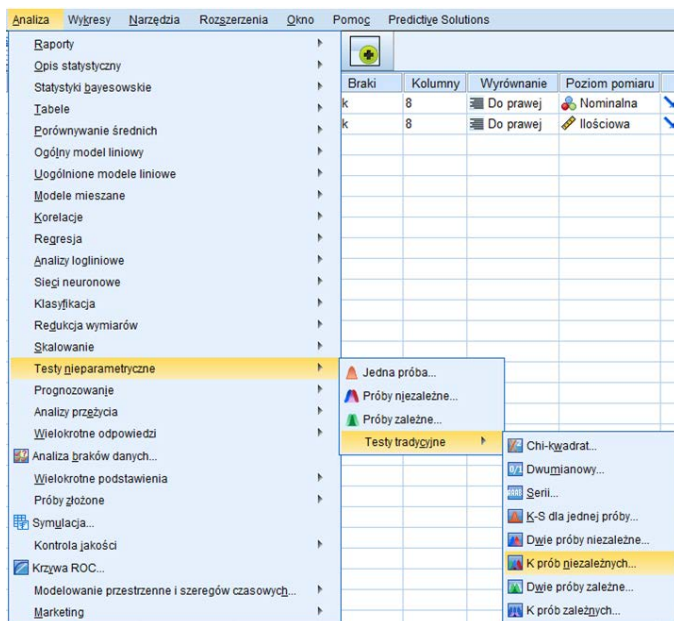 Analiza Wykresy Narzędzia Rozszerzenia Okno Pomoc Predictive Solutions
Raporty
Opis statystyczny
Statystyki bayesowskie
Tabele
Porównywanie średnich
Ogólny model liniowy
Uogólnione modele liniowe
Modele mieszane
Korelacje
Regresja
Analizy logliniowe
Sieci neuronowe
Klasyfikacja
Redukcja wymiarów
Skalowanie
Testy nieparametryczne
Prognozowanie
Analizy przeżycia
Wielokrotne odpowiedzi
Analiza braków danych...
Wielokrotne podstawienia
Próby złożone
Symulacja...
Kontrola jakości
Krzywa ROC...
Modelowanie przestrzenne i szeregów czasowych...
Marketing
Braki Kolumny Wyrównanie Poziom pomiaru
k 8 Do prawej Nominalna
k 8 Do prawej Ilościowa
Jedna próba...
Próby niezależne...
Próby zależne...
Testy tradycyjne
Chi-kwadrat...
Dwumianowy...
Serii...
K-S dla jednej próby...
Dwie próby niezależne...
K prób niezależnych...
Dwie próby zależne...
K prób zależnych...